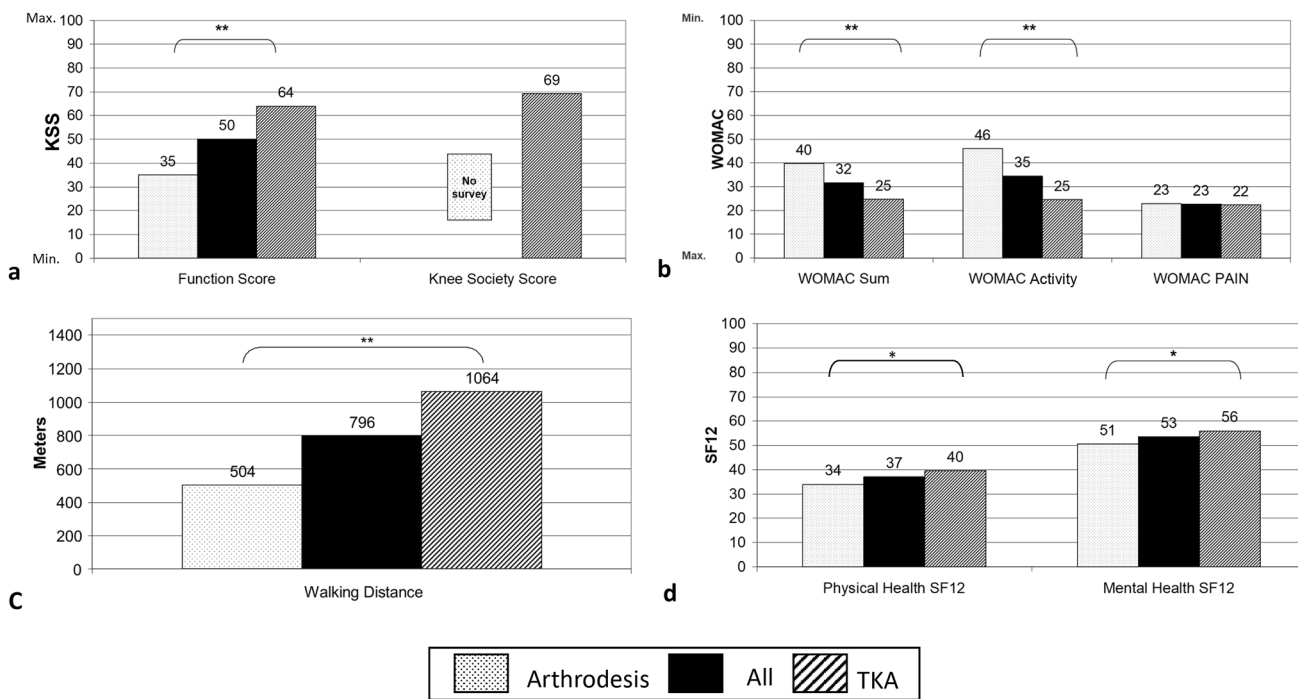 Max.
100
90
80
70
60
50
40
30
20
10
0
Min.
KSS
**
35
50
64
69
No
survey
Function Score
Knee Society Score
a
Min.
100
90
80
70
60
50
40
30
20
10
0
Max.
WOMAC
**
**
40
32
25
46
35
25
23
23
22
WOMAC Sum
WOMAC Activity
WOMAC PAIN
b
1400
1200
1000
800
600
400
200
0
Meters
**
504
796
1064
Walking Distance
C
100
90
80
70
60
50
40
30
20
10
0
SF12
*
*
34
37
40
51
53
56
Physical Health SF12
Mental Health SF12
d
Arthrodesis
All
TKA